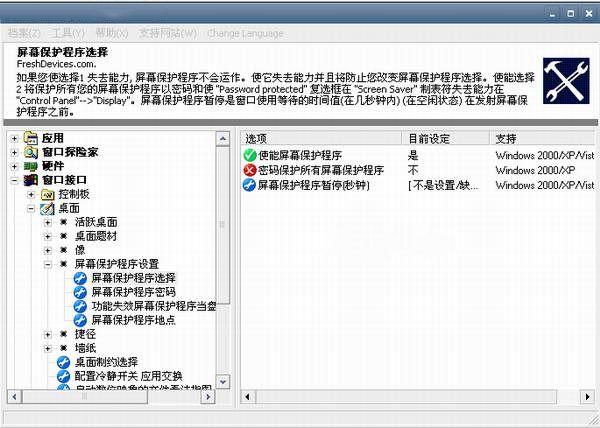 档案(Z) 工具(Y) 帮助(X) 支持网站(W) Change Language
屏幕保护程序选择
FreshDevices.com.
如果您使选择1 失去能力, 屏幕保护程序不会运作。使它失去能力并且将防止您改变屏幕保护程序选择。使能选择
2 将保护所有您的屏幕保护程序以密码和使 "Password protected" 复选框在 "Screen Saver" 制表符失去能力在
"Control Panel"-->"Display"。屏幕保护程序暂停是窗口使用等待的时间值(在几秒钟内) (在空闲状态) 在发射屏幕保
护程序之前。
应用
窗口探险家
硬件
窗口接口
控制板
桌面
活跃桌面
桌面题材
像
屏幕保护程序设置
屏幕保护程序选择
屏幕保护程序密码
功能失效屏幕保护程序当盘
屏幕保护程序地点
捷径
墙纸
桌面制约选择
配置冷静开关 应用交换
选项 目前设定 支持
使能屏幕保护程序 是 Windows 2000/XP/Vist
密码保护所有屏幕保护程序 不 Windows 2000/XP
屏幕保护程序暂停(秒钟) [不是设置/缺... Windows 2000/XP/Vist